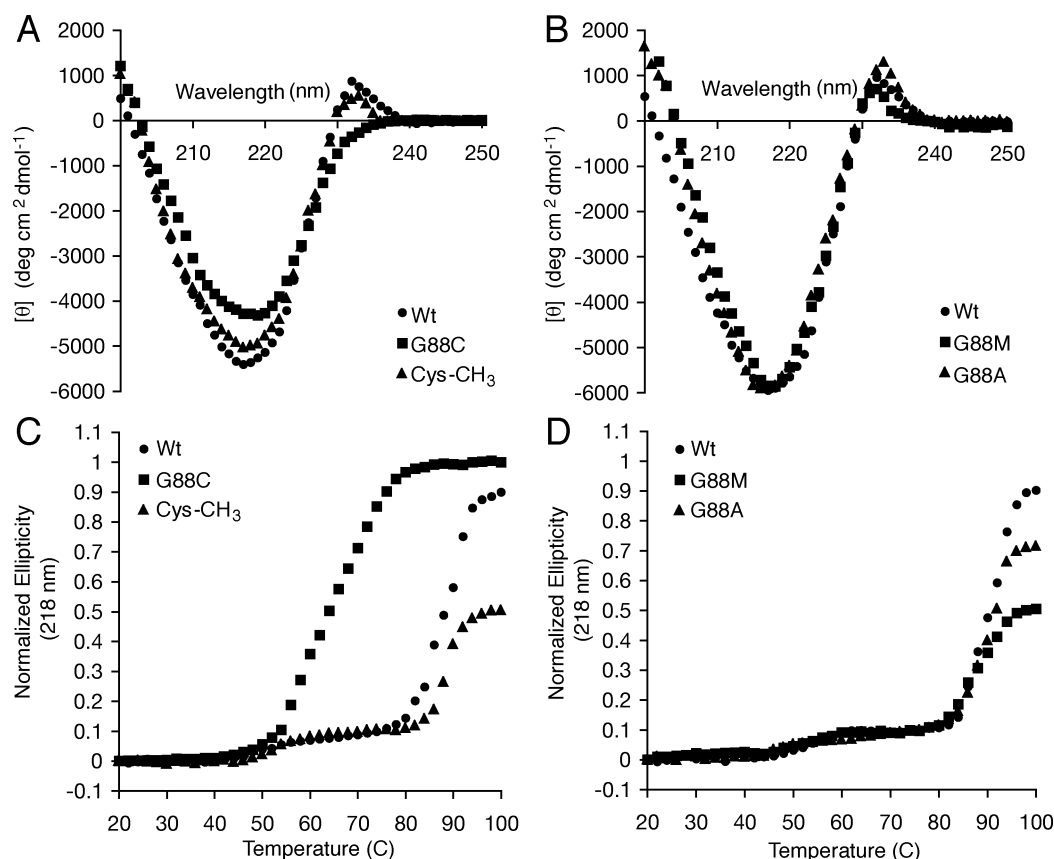 A
2000
1000
0
-1000
-2000
-3000
-4000
-5000
-6000
[θ] (deg cm2 dmol-1)
Wavelength (nm)
210 220 240 250
Wt
G88C
Cys-CH3
B
2000
1000
0
-1000
-2000
-3000
-4000
-5000
-6000
[θ] (deg cm2 dmol-1)
Wavelength (nm)
210 220 240 250
Wt
G88M
G88A
C
1.1
1
0.9
0.8
0.7
0.6
0.5
0.4
0.3
0.2
0.1
0
-0.1
Normalized Ellipticity
(218 nm)
Wt
G88C
Cys-CH3
20 30 40 50 60 70 80 90 100
Temperature (C)
D
1.1
1
0.9
0.8
0.7
0.6
0.5
0.4
0.3
0.2
0.1
0
-0.1
Normalized Ellipticity
(218 nm)
Wt
G88M
G88A
20 30 40 50 60 70 80 90 100
Temperature (C)